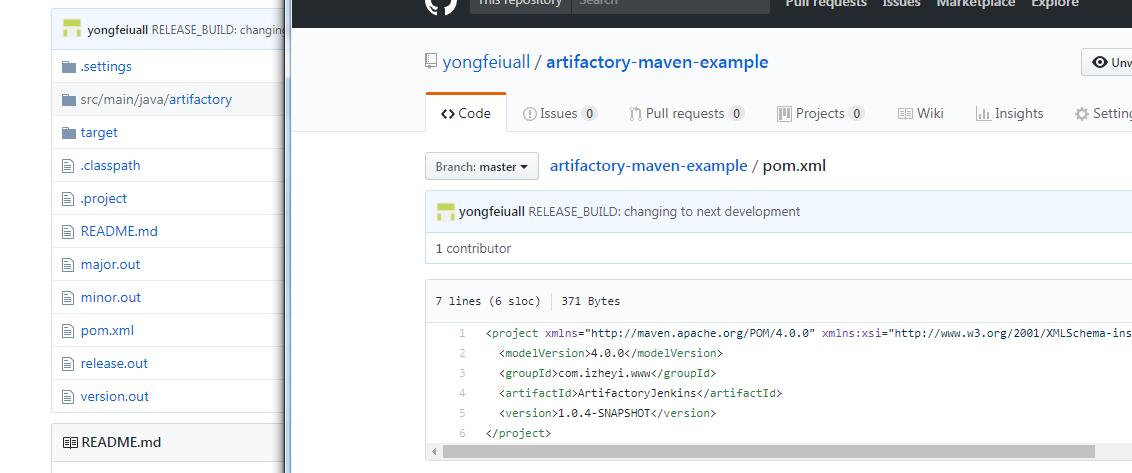 yongfeiuall RELEASE_BUILD: changing
.settings
src/main/java/artifactory
target
.classpath
.project
README.md
major.out
minor.out
pom.xml
release.out
version.out
README.md
This repository Search Pull requests Issues Marketplace Explore
yongfeiuall / artifactory-maven-example
Unw
Code Issues 0 Pull requests 0 Projects 0 Wiki Insights Setting
Branch: master artifactory-maven-example / pom.xml
yongfeiuall RELEASE_BUILD: changing to next development
1 contributor
7 lines (6 sloc) 371 Bytes
1 <project xmlns="http://maven.apache.org/POM/4.0.0" xmlns:xsi="http://www.w3.org/2001/XMLSchema-ins
2 <modelVersion>4.0.0</modelVersion>
3 <groupId>com.izheyi.www</groupId>
4 <artifactId>ArtifactoryJenkins</artifactId>
5 <version>1.0.4-SNAPSHOT</version>
6 </project>